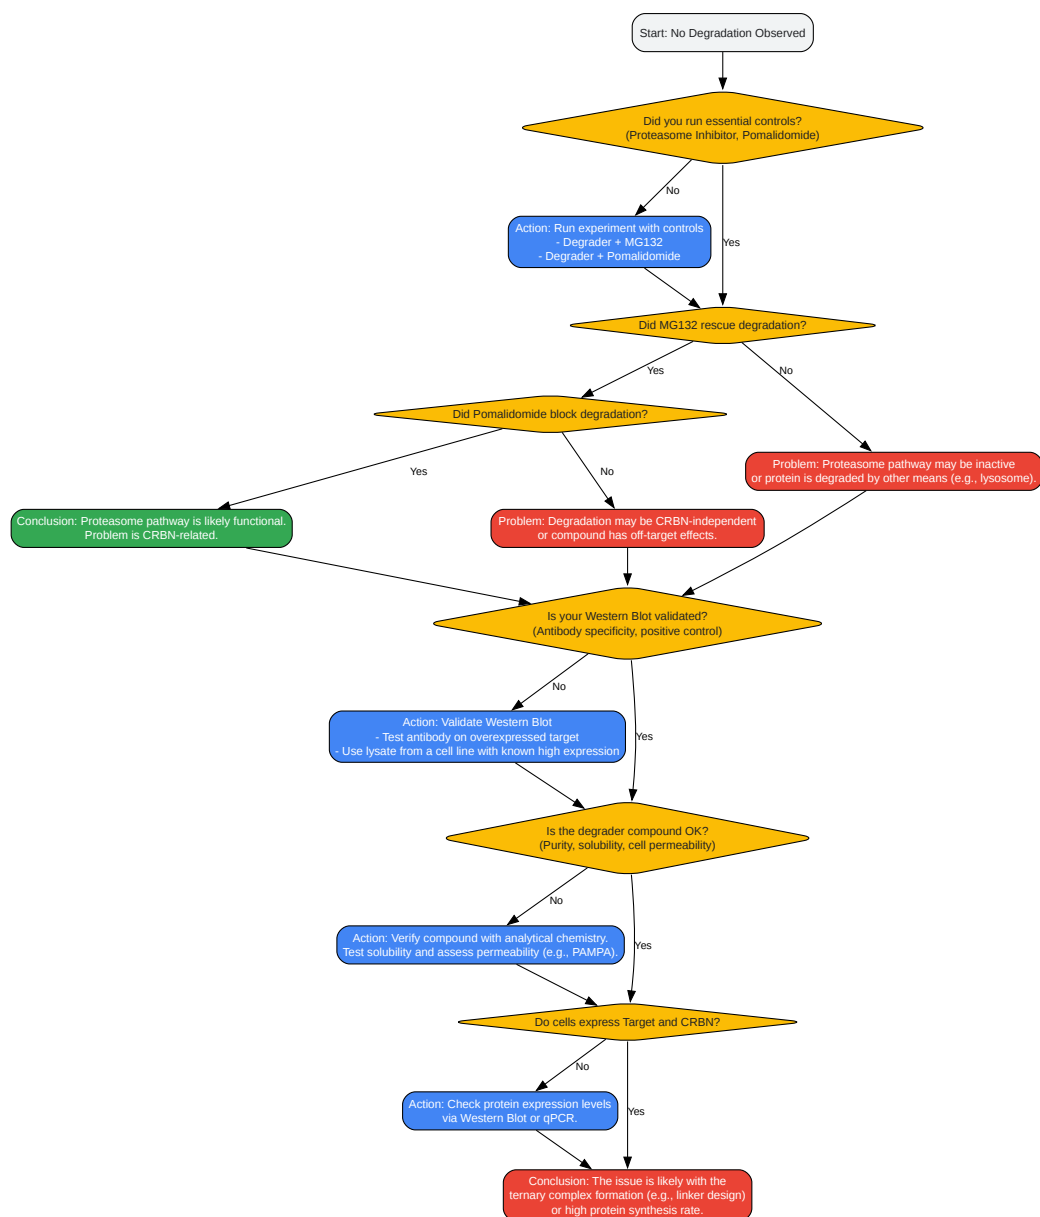 Start: No Degradation Observed
Did you run essential controls?
(Proteasome Inhibitor, Pomalidomide)
No
Action: Run experiment with controls
- Degrader + MG132
- Degrader + Pomalidomide
Yes
Did MG132 rescue degradation?
Yes
No
Did Pomalidomide block degradation?
Yes
No
Problem: Proteasome pathway may be inactive
or protein is degraded by other means (e.g., lysosome).
Conclusion: Proteasome pathway is likely functional.
Problem is CRBN-related.
Problem: Degradation may be CRBN-independent
or compound has off-target effects.
Is your Western Blot validated?
(Antibody specificity, positive control)
No
Action: Validate Western Blot
- Test antibody on overexpressed target
- Use lysate from a cell line with known high expression
Yes
Is the degrader compound OK?
(Purity, solubility, cell permeability)
No
Action: Verify compound with analytical chemistry.
Test solubility and assess permeability (e.g., PAMPA).
Yes
Do cells express Target and CRBN?
No
Action: Check protein expression levels
via Western Blot or qPCR.
Yes
Conclusion: The issue is likely with the
ternary complex formation (e.g., linker design)
or high protein synthesis rate.